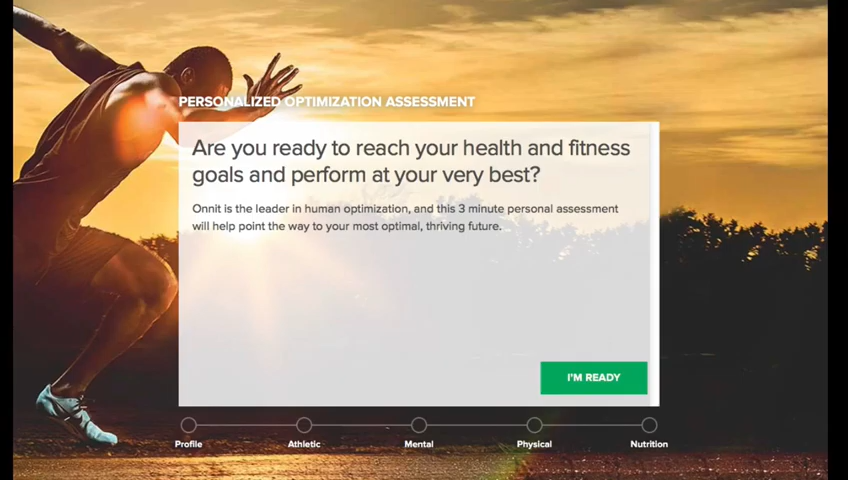 PERSONALIZED OPTIMIZATION ASSESSMENT
Are you ready to reach your health and fitness
goals and perform at your very best?
Onnit is the leader in human optimization, and this 3 minute personal assessment
will help point the way to your most optimal, thriving future.
I'M READY
Profile
Athletic
Mental
Physical
Nutrition